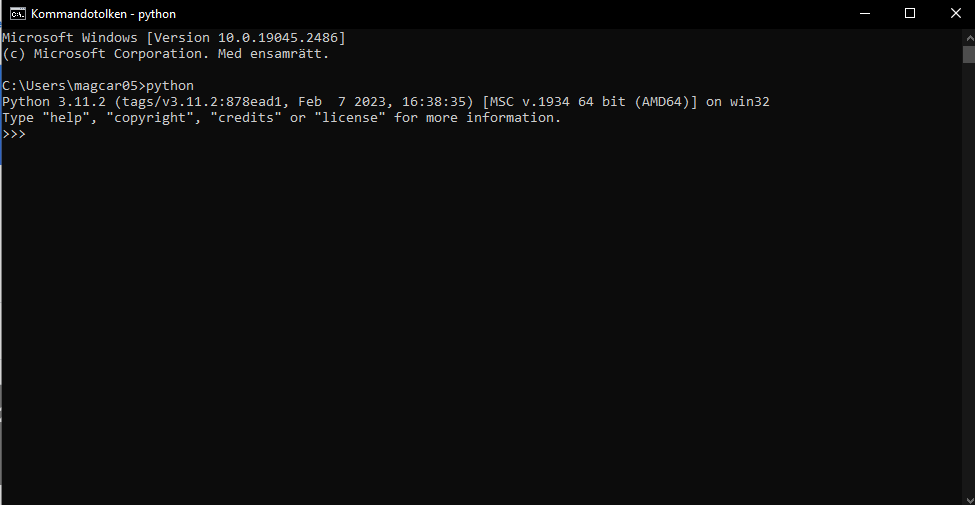 Kommandotolken - python
Microsoft Windows [Version 10.0.19045.2486]
(c) Microsoft Corporation. Med ensamrätt.
C:\Users\magcar05>python
Python 3.11.2 (tags/v3.11.2:878ead1, Feb  7 2023, 16:38:35) [MSC v.1934 64 bit (AMD64)] on win32
Type "help", "copyright", "credits" or "license" for more information.
>>>